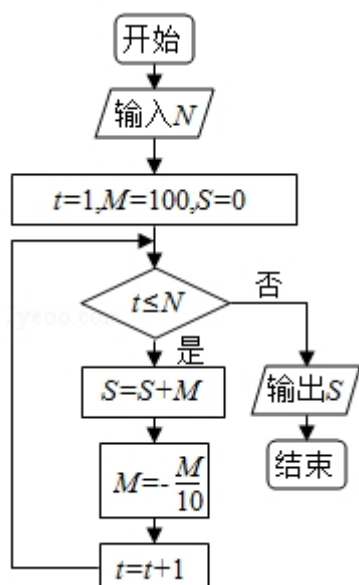 开始
输入N
t=1,M=100,S=0
t≤N
否
是
S=S+M
输出S
M=-M/10
结束
t=t+1